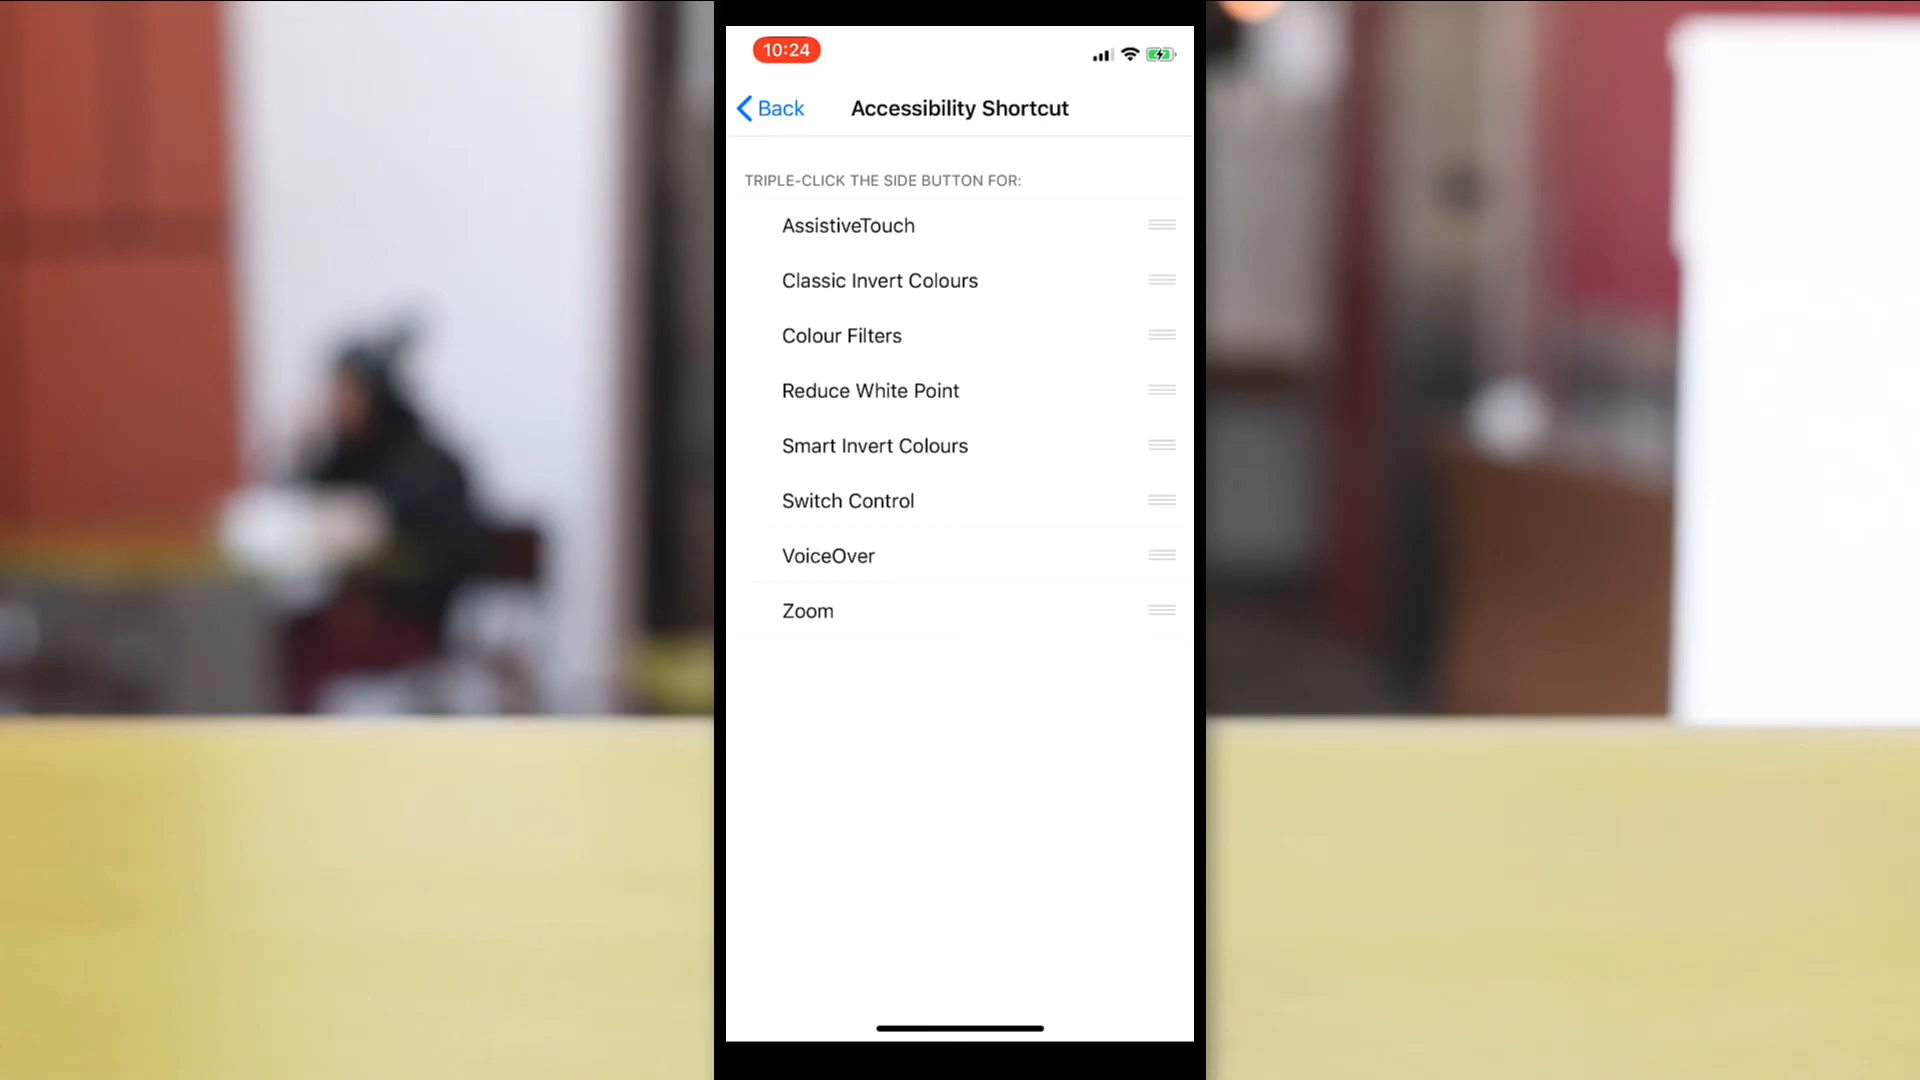 10:24
Back
Accessibility Shortcut
TRIPLE-CLICK THE SIDE BUTTON FOR:
AssistiveTouch
Classic Invert Colours
Colour Filters
Reduce White Point
Smart Invert Colours
Switch Control
VoiceOver
Zoom